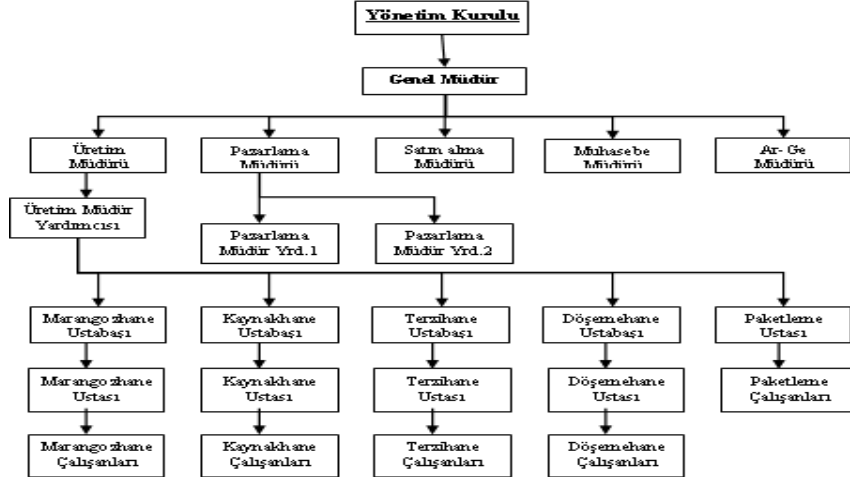 Yönetim Kurulu
Genel Müdür
Üretim
Müdürü
Pazarlama
Müdürü
Satın alma
Müdürü
Muhasebe
Müdürü
Ar- Ge
Müdürü
Üretim Müdür
Yardımcısı
Pazarlama
Müdür Yrd.1
Pazarlama
Müdür Yrd.2
Marangozhane
Ustabaşı
Kaynakhane
Ustabaşı
Terzihane
Ustabaşı
Döşemehane
Ustabaşı
Paketleme
Ustası
Marangozhane
Ustası
Kaynakhane
Ustası
Terzihane
Ustası
Döşemehane
Ustası
Paketleme
Çalışanları
Marangozhane
Çalışanları
Kaynakhane
Çalışanları
Terzihane
Çalışanları
Döşemehane
Çalışanları